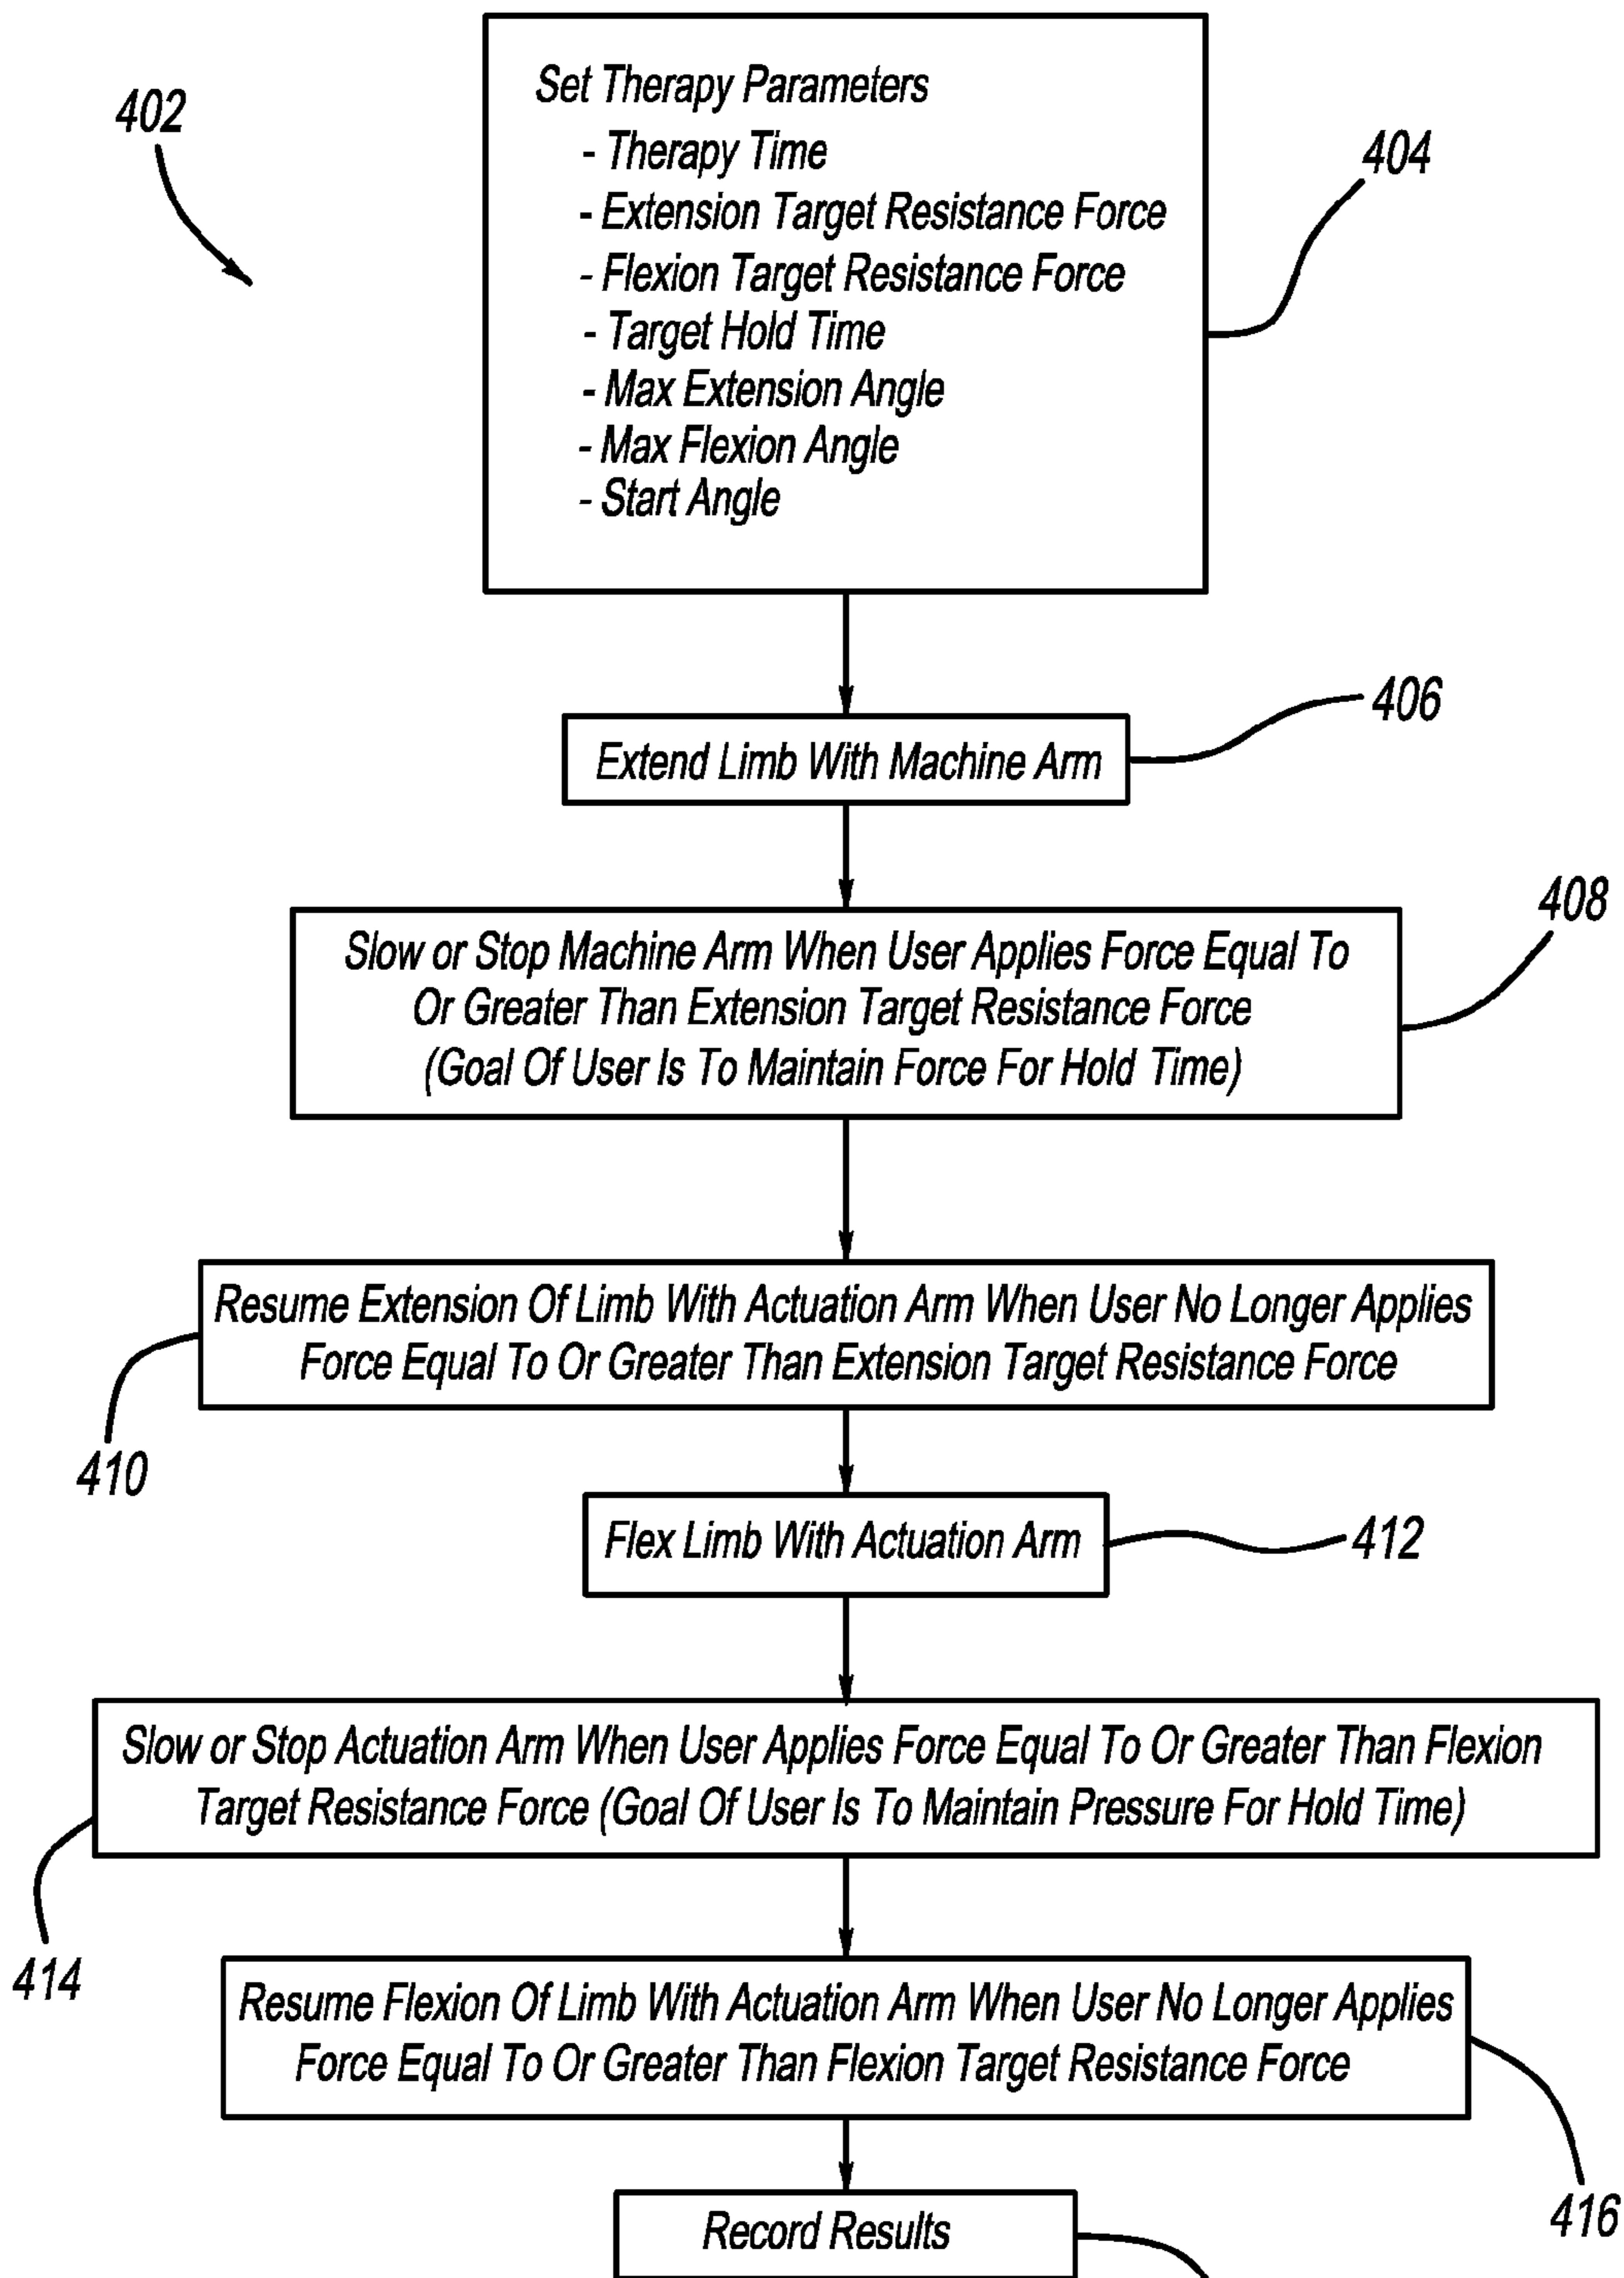 402
Set Therapy Parameters
- Therapy Time
- Extension Target Resistance Force
- Flexion Target Resistance Force
- Target Hold Time
- Max Extension Angle
- Max Flexion Angle
- Start Angle
404
Extend Limb With Machine Arm
406
Slow or Stop Machine Arm When User Applies Force Equal To
Or Greater Than Extension Target Resistance Force
(Goal Of User Is To Maintain Force For Hold Time)
408
Resume Extension Of Limb With Actuation Arm When User No Longer Applies
Force Equal To Or Greater Than Extension Target Resistance Force
410
Flex Limb With Actuation Arm
412
Slow or Stop Actuation Arm When User Applies Force Equal To Or Greater Than Flexion
Target Resistance Force (Goal Of User Is To Maintain Pressure For Hold Time)
414
Resume Flexion Of Limb With Actuation Arm When User No Longer Applies
Force Equal To Or Greater Than Flexion Target Resistance Force
416
Record Results